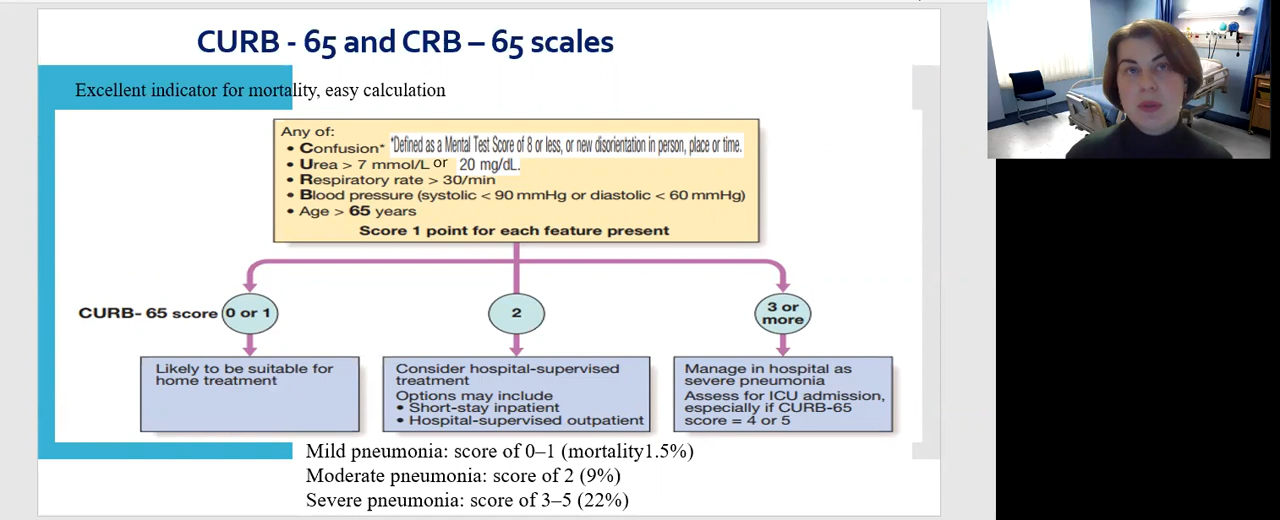 CURB - 65 and CRB – 65 scales
Excellent indicator for mortality, easy calculation
Any of:
• Confusion* *Defined as a Mental Test Score of 8 or less, or new disorientation in person, place or time.
• Urea > 7 mmol/L or 20 mg/dL.
• Respiratory rate > 30/min
• Blood pressure (systolic < 90 mmHg or diastolic < 60 mmHg)
• Age > 65 years
Score 1 point for each feature present
CURB- 65 score
0 or 1
2
3 or
more
Likely to be suitable for
home treatment
Consider hospital-supervised
treatment
Options may include
• Short-stay inpatient
• Hospital-supervised outpatient
Manage in hospital as
severe pneumonia
Assess for ICU admission,
especially if CURB-65
score = 4 or 5
Mild pneumonia: score of 0–1 (mortality1.5%)
Moderate pneumonia: score of 2 (9%)
Severe pneumonia: score of 3–5 (22%)